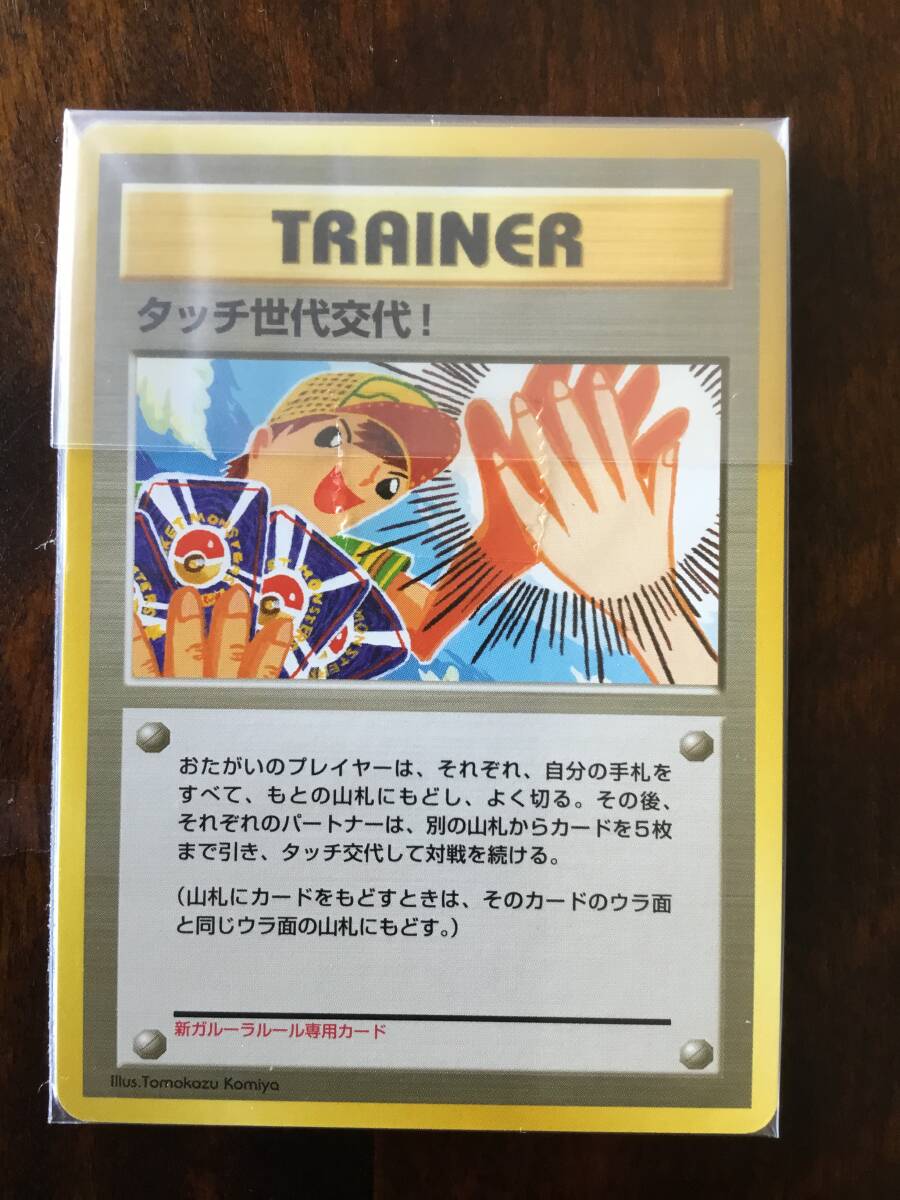 TRAINER
タッチ世代交代!
KET MONSTE
ET MONSTER
MONSTE
おたがいのプレイヤーは、それぞれ、自分の手札を
すべて、もとの山札にもどし、よく切る。その後、
それぞれのパートナーは、別の山札からカードを5枚
まで引き、タッチ交代して対戦を続ける。
(山札にカードをもどすときは、そのカードのウラ面
と同じウラ面の山札にもどす。)
新ガルーラルール専用カード
Illus.Tomokazu Komiya